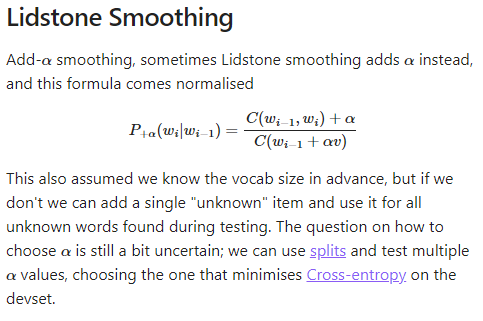 Lidstone Smoothing
Add-α smoothing, sometimes Lidstone smoothing adds α instead,
and this formula comes normalised
P₊α(wᵢ|wᵢ₋₁) = C(wᵢ₋₁, wᵢ) + α / C(wᵢ₋₁ + αv)
This also assumed we know the vocab size in advance, but if we
don't we can add a single "unknown" item and use it for all
unknown words found during testing. The question on how to
choose α is still a bit uncertain; we can use splits and test multiple
α values, choosing the one that minimises Cross-entropy on the
devset.